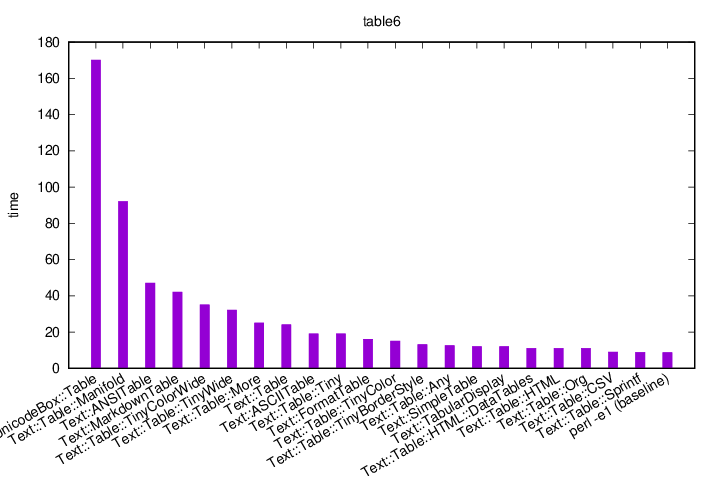 table6
180
160
140
120
100
80
60
40
20
0
time
nicodeBox::Table
Text::Table::Manifold
Text::ANSITable
Text::MarkdownTable
Text::Table::TinyColorWide
Text::Table::TinyWide
Text::Table::More
Text::Table
Text::ASCIITable
Text::Table::Tiny
Text::FormatTable
Text::Table::TinyColor
Text::Table::TinyBorderStyle
Text::Table::Any
Text::SimpleTable
Text::TabularDisplay
Text::Table::HTML::DataTables
Text::Table::HTML
Text::Table::Org
Text::Table::CSV
Text::Table::Sprintf
perl -e1 (baseline)